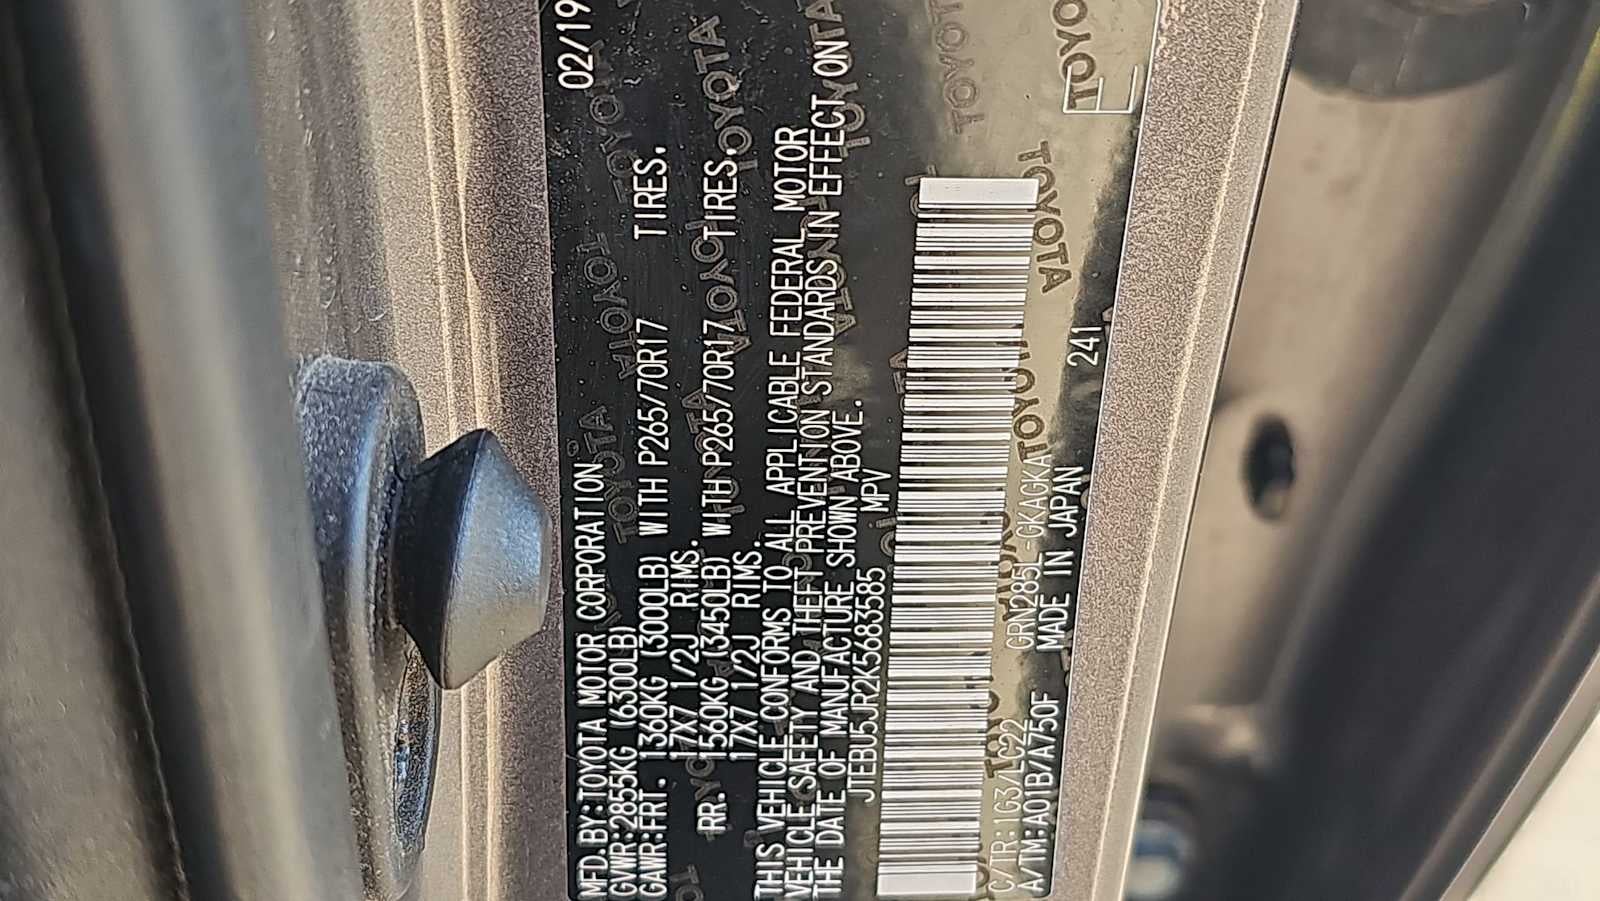 MFD.BY:TOYOTA MOTOR CORPORATION 02/19
GVWR:2855KG (6300LB)
GAWR:FRT. 1360KG (3000LB) WITH P265/70R17 TIRES.
17X7 1/2J RIMS.
RR. 1560KG (3450LB) WITH P265/70R17 TIRES.
17X7 1/2J RIMS.
THIS VEHICLE CONFORMS TO ALL APPLICABLE FEDERAL MOTOR
VEHICLE SAFETY AND THEFT PREVENTION STANDARDS IN EFFECT ON
THE DATE OF MANUFACTURE SHOWN ABOVE.
JTEBU5JR2K5683585 MPV
C/TR:1G3/LC22 GRN285L-GKAGKA
A/TM:A01B/A750F MADE IN JAPAN 241
E
TOYOTA